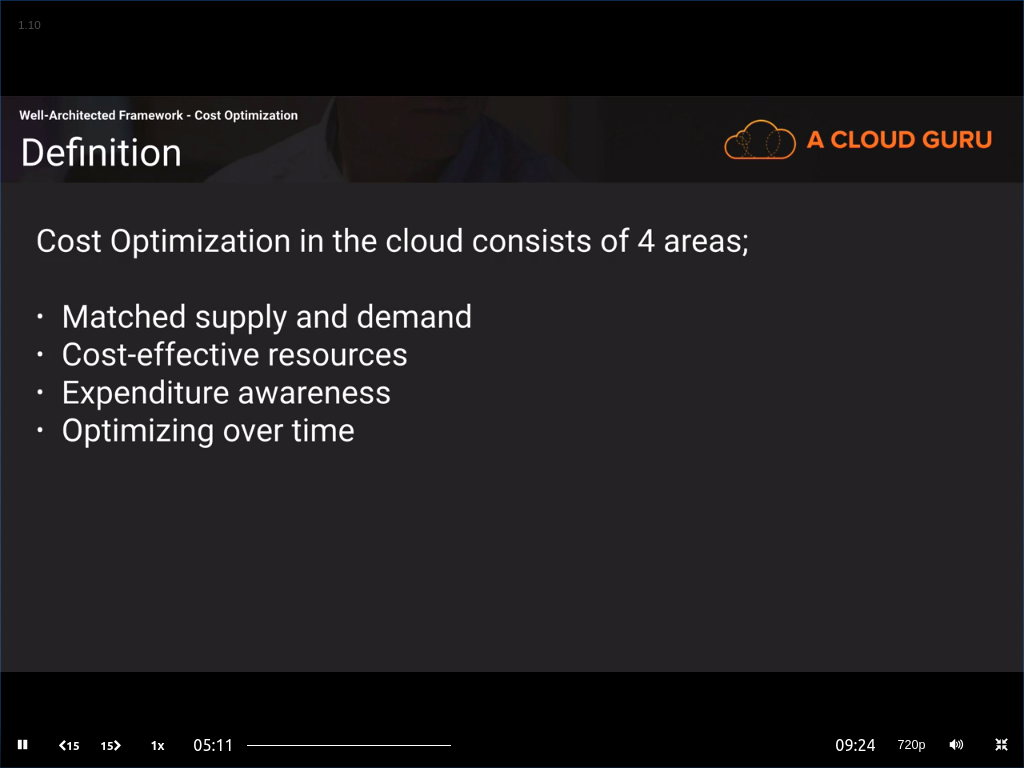 1.10
Well-Architected Framework - Cost Optimization
Definition
A CLOUD GURU
Cost Optimization in the cloud consists of 4 areas;
• Matched supply and demand
• Cost-effective resources
• Expenditure awareness
• Optimizing over time
15 15 1x 05:11 09:24 720p